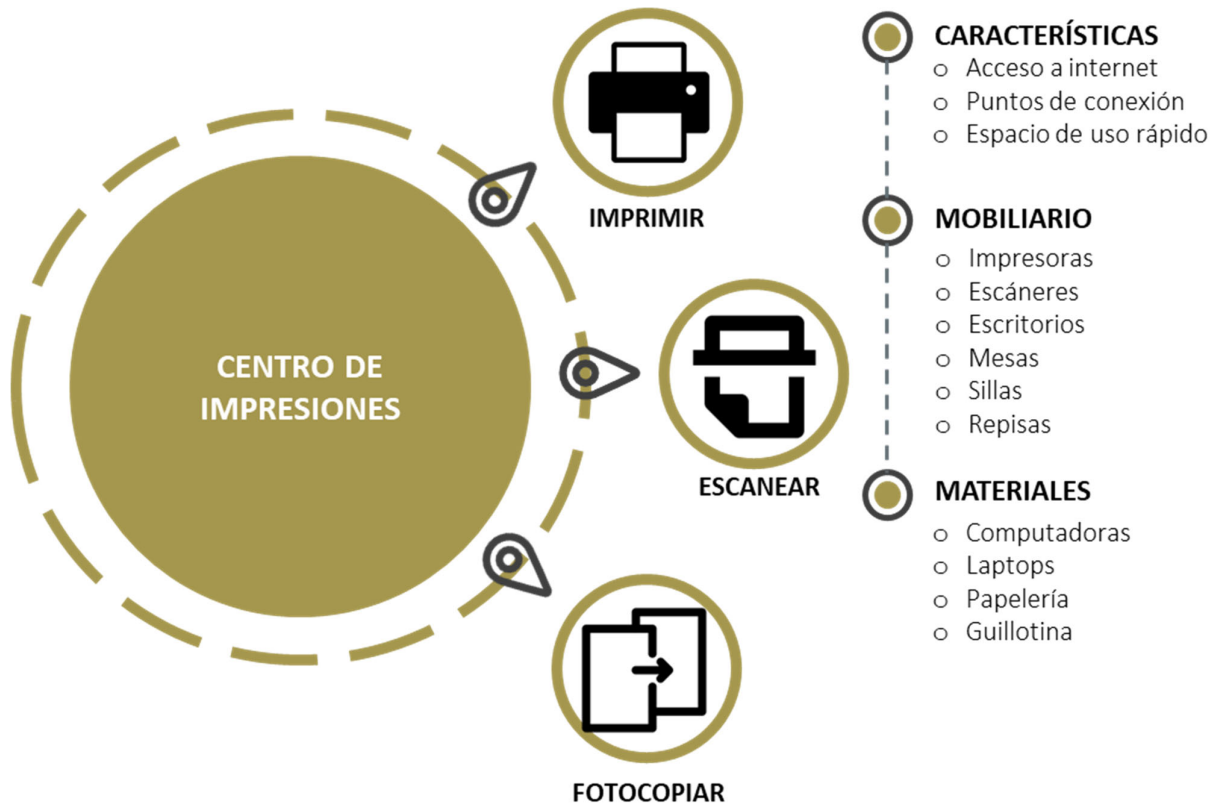 CENTRO DE
IMPRESIONES
IMPRIMIR
ESCANEAR
FOTOCOPIAR
CARACTERÍSTICAS
o Acceso a internet
o Puntos de conexión
o Espacio de uso rápido
MOBILIARIO
o Impresoras
o Escáneres
o Escritorios
o Mesas
o Sillas
o Repisas
MATERIALES
o Computadoras
o Laptops
o Papelería
o Guillotina